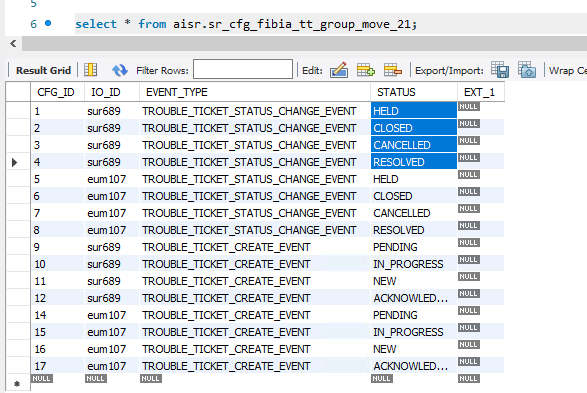 5
6 select * from aisr.sr_cfg_fibia_tt_group_move_21;
Result Grid Filter Rows: Edit: Export/Import: Wrap Ce
CFG_ID IO_ID EVENT_TYPE STATUS EXT_1
1 sur689 TROUBLE_TICKET_STATUS_CHANGE_EVENT HELD NULL
2 sur689 TROUBLE_TICKET_STATUS_CHANGE_EVENT CLOSED NULL
3 sur689 TROUBLE_TICKET_STATUS_CHANGE_EVENT CANCELLED NULL
4 sur689 TROUBLE_TICKET_STATUS_CHANGE_EVENT RESOLVED NULL
5 eum107 TROUBLE_TICKET_STATUS_CHANGE_EVENT HELD NULL
6 eum107 TROUBLE_TICKET_STATUS_CHANGE_EVENT CLOSED NULL
7 eum107 TROUBLE_TICKET_STATUS_CHANGE_EVENT CANCELLED NULL
8 eum107 TROUBLE_TICKET_STATUS_CHANGE_EVENT RESOLVED NULL
9 sur689 TROUBLE_TICKET_CREATE_EVENT PENDING NULL
10 sur689 TROUBLE_TICKET_CREATE_EVENT IN_PROGRESS NULL
11 sur689 TROUBLE_TICKET_CREATE_EVENT NEW NULL
12 sur689 TROUBLE_TICKET_CREATE_EVENT ACKNOWLED... NULL
14 eum107 TROUBLE_TICKET_CREATE_EVENT PENDING NULL
15 eum107 TROUBLE_TICKET_CREATE_EVENT IN_PROGRESS NULL
16 eum107 TROUBLE_TICKET_CREATE_EVENT NEW NULL
17 eum107 TROUBLE_TICKET_CREATE_EVENT ACKNOWLED... NULL
NULL NULL NULL NULL NULL